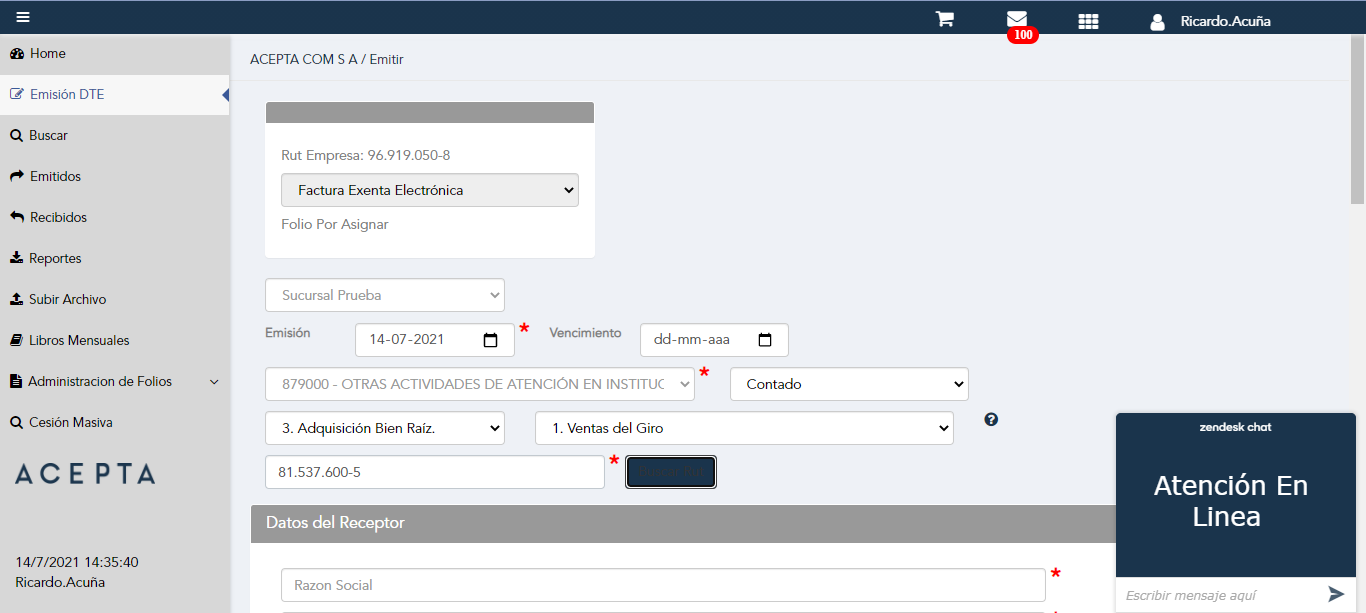 100
Ricardo.Acuña
Home
Emisión DTE
Buscar
Emitidos
Recibidos
Reportes
Subir Archivo
Libros Mensuales
Administracion de Folios
Cesión Masiva
ACEPTA
14/7/2021 14:35:40
Ricardo.Acuña
ACEPTA COM S A / Emitir
Rut Empresa: 96.919.050-8
Factura Exenta Electrónica
Folio Por Asignar
Sucursal Prueba
Emisión 14-07-2021 * Vencimiento dd-mm-aaa
879000 - OTRAS ACTIVIDADES DE ATENCIÓN EN INSTITUC * Contado
3. Adquisición Bien Raíz. 1. Ventas del Giro ?
81.537.600-5 *
Datos del Receptor
Razon Social *
zendesk chat
Atención En
Linea
Escribir mensaje aquí